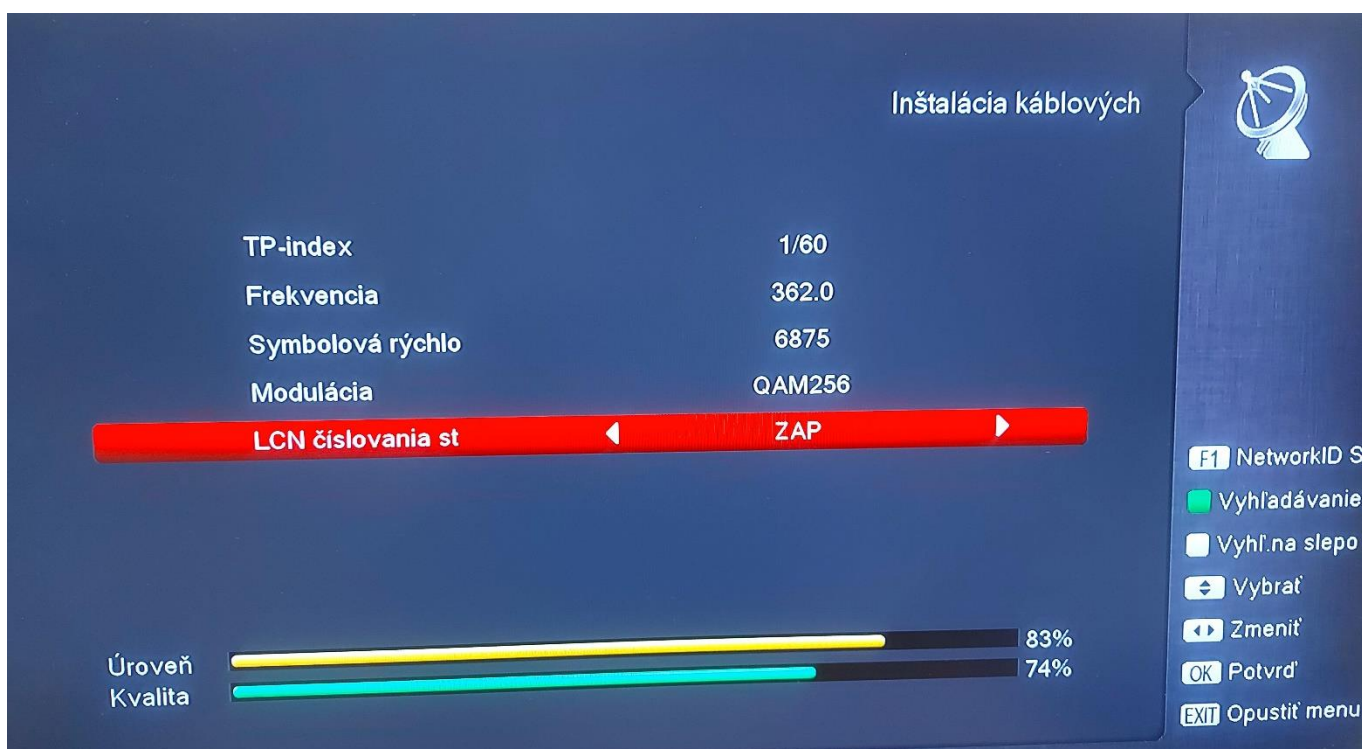 Inštalácia káblových
TP-index 1/60
Frekvencia 362.0
Symbolová rýchlo 6875
Modulácia QAM256
LCN číslovania st ZAP
F1 NetworkID S
Vyhľadávanie
Vyhľ.na slepo
Vybrať
Zmeniť
OK Potvrď
EXIT Opustiť menu
Úroveň 83%
Kvalita 74%